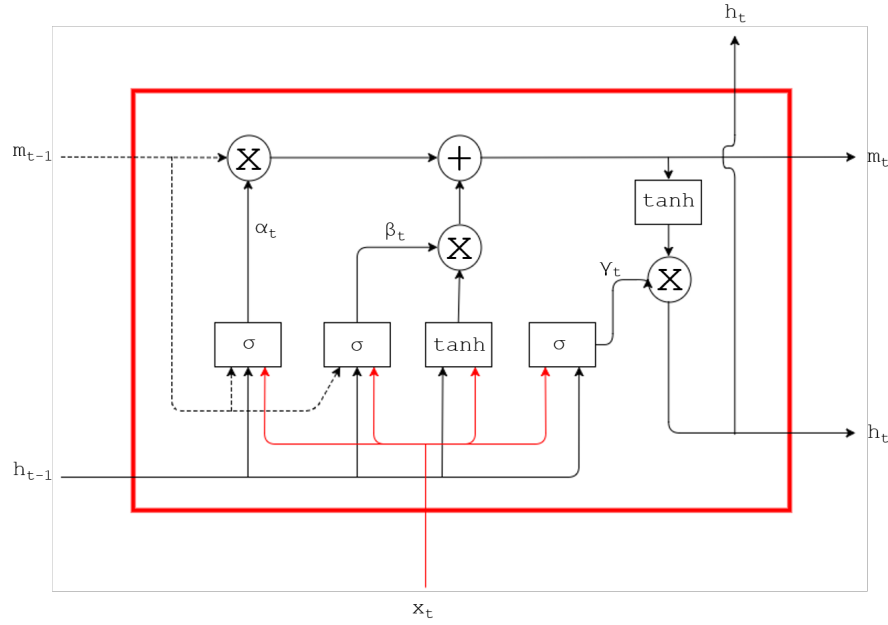 h_t
m_{t-1}
X
+
m_t
tanh
α_t
β_t
X
γ_t
X
σ
σ
tanh
σ
h_t
h_{t-1}
x_t